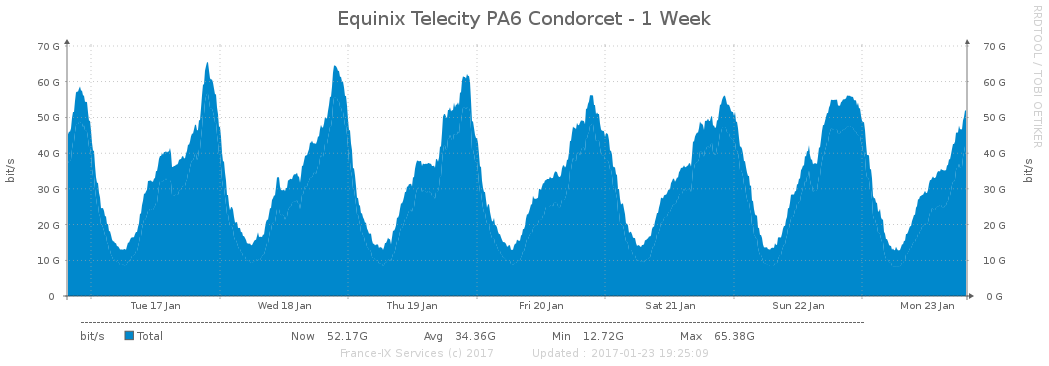 Equinix Telecity PA6 Condorcet - 1 Week
RRDTOOL / TOBI OETIKER
70 G 70 G
60 G 60 G
50 G 50 G
40 G 40 G
30 G 30 G
20 G 20 G
10 G 10 G
0 0 G
bit/s
bit/s
Tue 17 Jan Wed 18 Jan Thu 19 Jan Fri 20 Jan Sat 21 Jan Sun 22 Jan Mon 23 Jan
bit/s Total Now 52.17G Avg 34.36G Min 12.72G Max 65.38G
France-IX Services (c) 2017 Updated : 2017-01-23 19:25:09